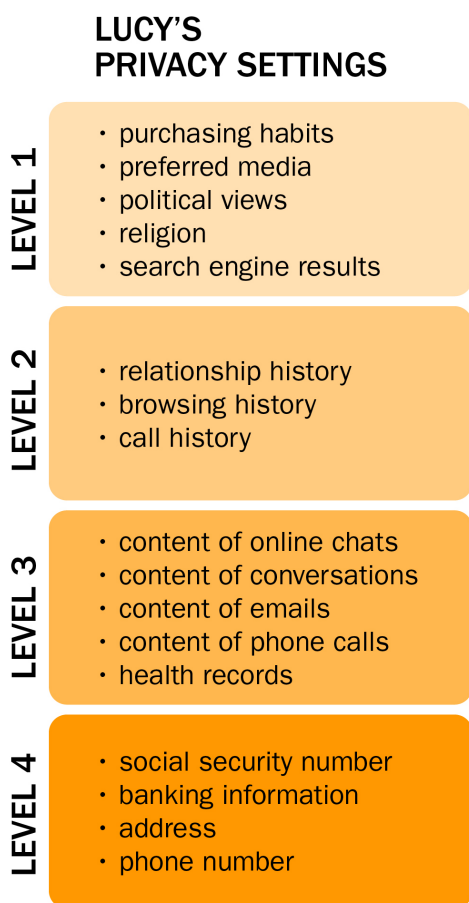 LUCY’S
PRIVACY SETTINGS
LEVEL 1
• purchasing habits
• preferred media
• political views
• religion
• search engine results
LEVEL 2
• relationship history
• browsing history
• call history
LEVEL 3
• content of online chats
• content of conversations
• content of emails
• content of phone calls
• health records
LEVEL 4
• social security number
• banking information
• address
• phone number